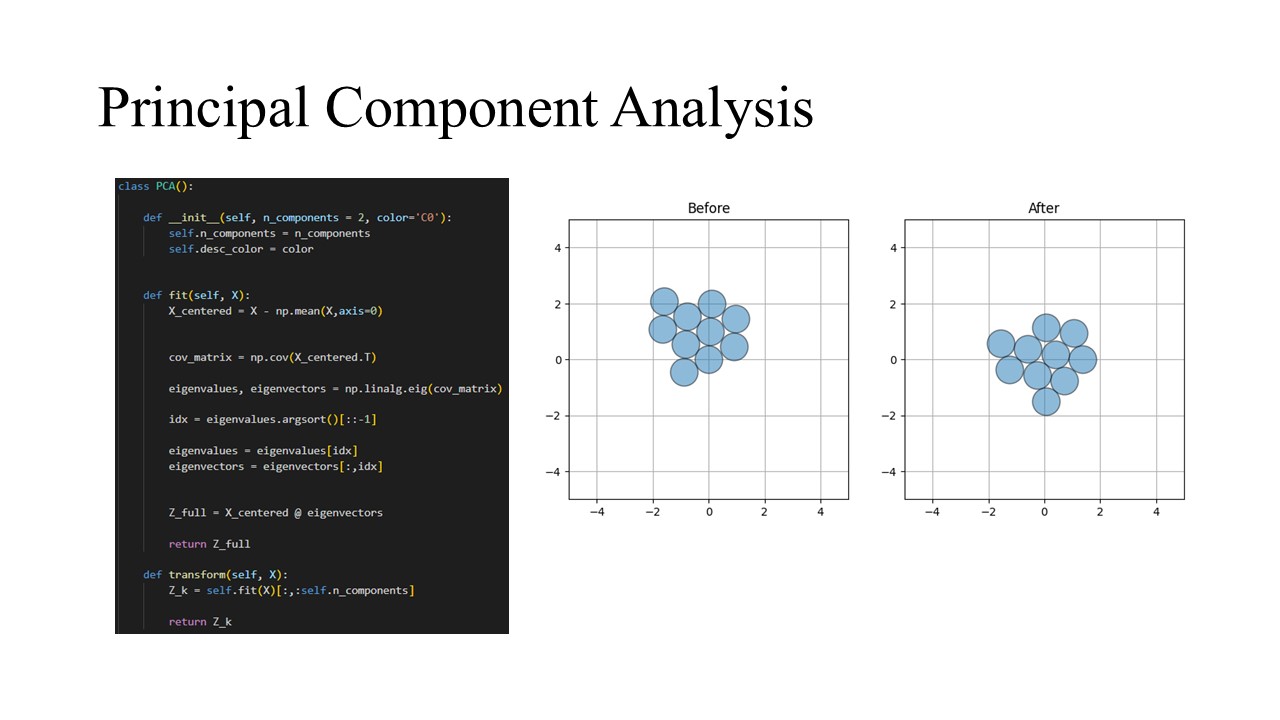 Principal Component Analysis
class PCA():
def __init__(self, n_components = 2, color='C0'):
self.n_components = n_components
self.desc_color = color
def fit(self, X):
X_centered = X - np.mean(X,axis=0)
cov_matrix = np.cov(X_centered.T)
eigenvalues, eigenvectors = np.linalg.eig(cov_matrix)
idx = eigenvalues.argsort()[::-1]
eigenvalues = eigenvalues[idx]
eigenvectors = eigenvectors[:,idx]
Z_full = X_centered @ eigenvectors
return Z_full
def transform(self, X):
Z_k = self.fit(X)[:,:self.n_components]
return Z_k
Before
4
2
0
−2
−4
−4 −2 0 2 4
After
4
2
0
−2
−4
−4 −2 0 2 4